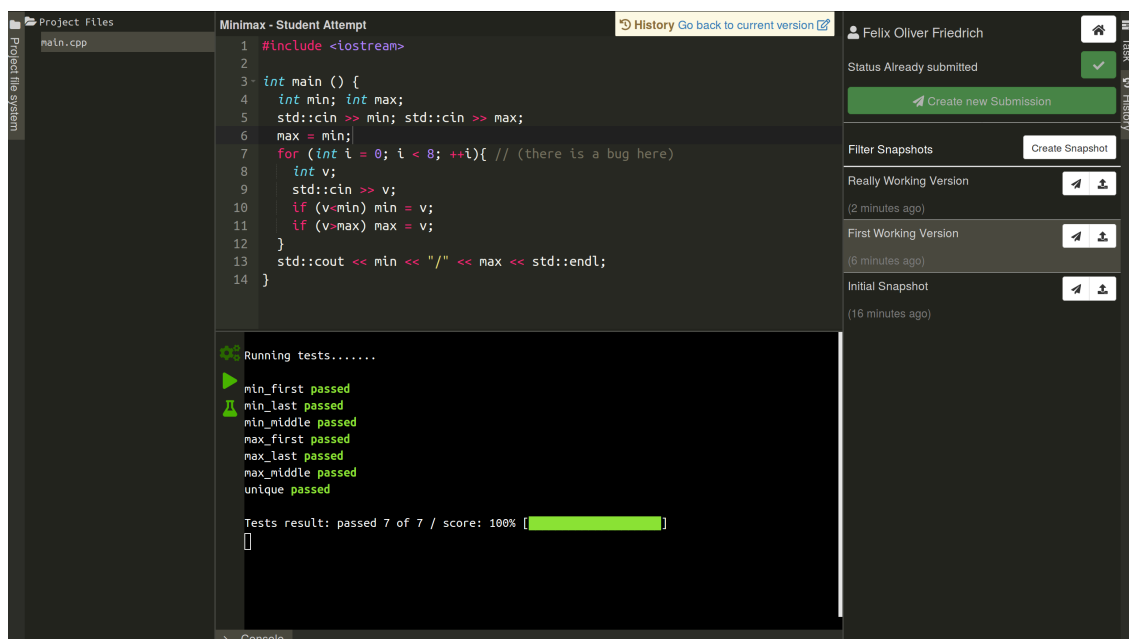 Project Files
main.cpp
Project file system
Minimax - Student Attempt
History Go back to current version
1 #include <iostream>
2
3 int main () {
4 int min; int max;
5 std::cin >> min; std::cin >> max;
6 max = min;
7 for (int i = 0; i < 8; ++i){ // (there is a bug here)
8 int v;
9 std::cin >> v;
10 if (v<min) min = v;
11 if (v>max) max = v;
12 }
13 std::cout << min << "/" << max << std::endl;
14 }
Running tests.......
min_first passed
min_last passed
min_middle passed
max_first passed
max_last passed
max_middle passed
unique passed
Tests result: passed 7 of 7 / score: 100% [ ]
Console
Felix Oliver Friedrich
Status Already submitted
Create new Submission
Filter Snapshots
Create Snapshot
Really Working Version
(2 minutes ago)
First Working Version
(6 minutes ago)
Initial Snapshot
(16 minutes ago)
Task
History